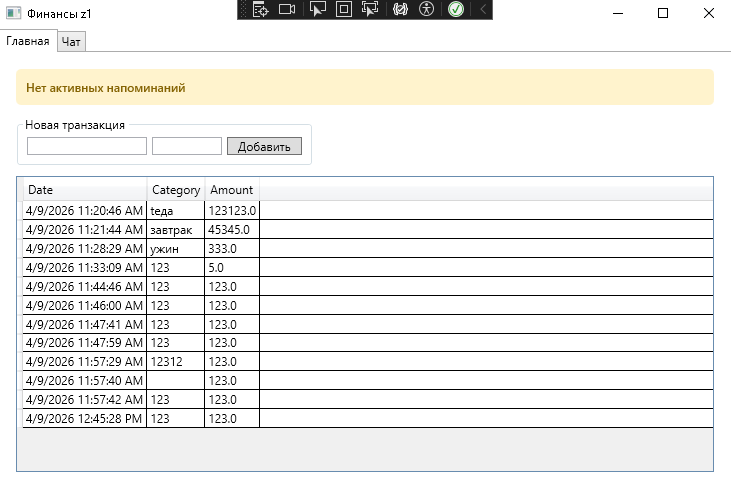 Финансы z1
Главная Чат
Нет активных напоминаний
Новая транзакция
Добавить
Date Category Amount
4/9/2026 11:20:46 AM teда 123123.0
4/9/2026 11:21:44 AM завтрак 45345.0
4/9/2026 11:28:29 AM ужин 333.0
4/9/2026 11:33:09 AM 123 5.0
4/9/2026 11:44:46 AM 123 123.0
4/9/2026 11:46:00 AM 123 123.0
4/9/2026 11:47:41 AM 123 123.0
4/9/2026 11:47:59 AM 123 123.0
4/9/2026 11:57:29 AM 12312 123.0
4/9/2026 11:57:40 AM 123.0
4/9/2026 11:57:42 AM 123 123.0
4/9/2026 12:45:28 PM 123 123.0